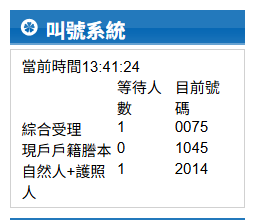 叫號系統
當前時間13:41:24
等待人數 目前號碼
綜合受理 1 0075
現戶戶籍謄本 0 1045
自然人+護照人 1 2014